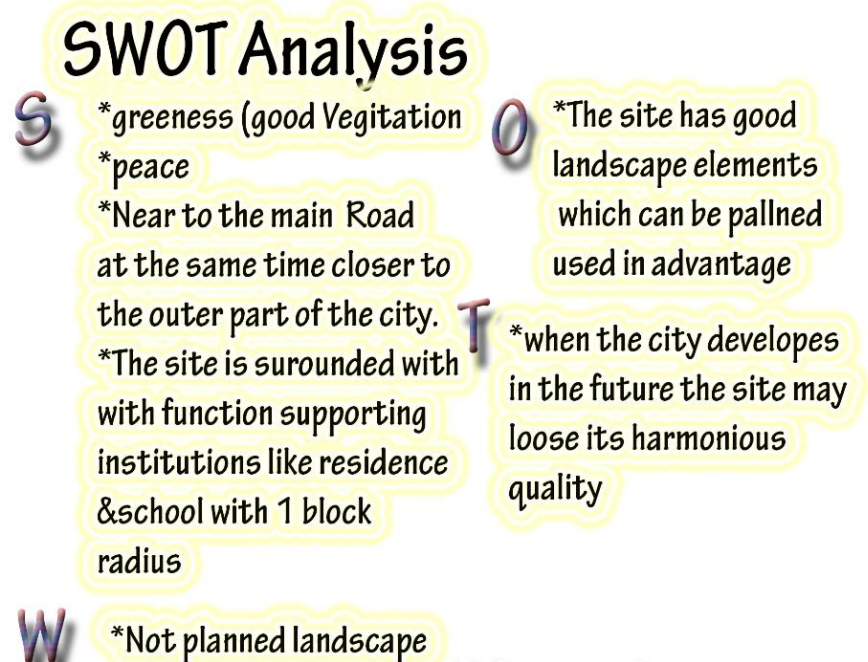 SWOT Analysis
S
*greeness (good Vegitation
*peace
*Near to the main Road
at the same time closer to
the outer part of the city.
*The site is surounded with
with function supporting
institutions like residence
&school with 1 block
radius
W
*Not planned landscape
O
*The site has good
landscape elements
which can be pallned
used in advantage
T
*when the city developes
in the future the site may
loose its harmonious
quality